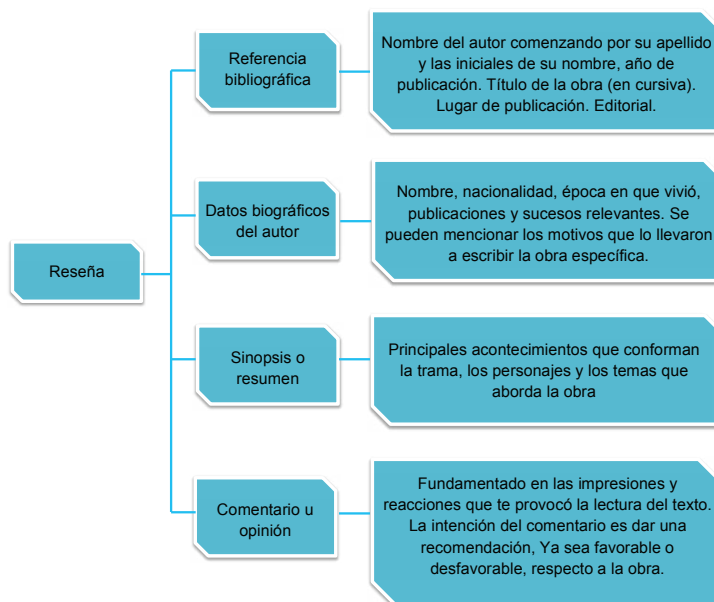 Reseña
Referencia
bibliográfica
Nombre del autor comenzando por su apellido
y las iniciales de su nombre, año de
publicación. Título de la obra (en cursiva).
Lugar de publicación. Editorial.
Datos biográficos
del autor
Nombre, nacionalidad, época en que vivió,
publicaciones y sucesos relevantes. Se
pueden mencionar los motivos que lo llevaron
a escribir la obra específica.
Sinopsis o
resumen
Principales acontecimientos que conforman
la trama, los personajes y los temas que
aborda la obra
Comentario u
opinión
Fundamentado en las impresiones y
reacciones que te provocó la lectura del texto.
La intención del comentario es dar una
recomendación, Ya sea favorable o
desfavorable, respecto a la obra.